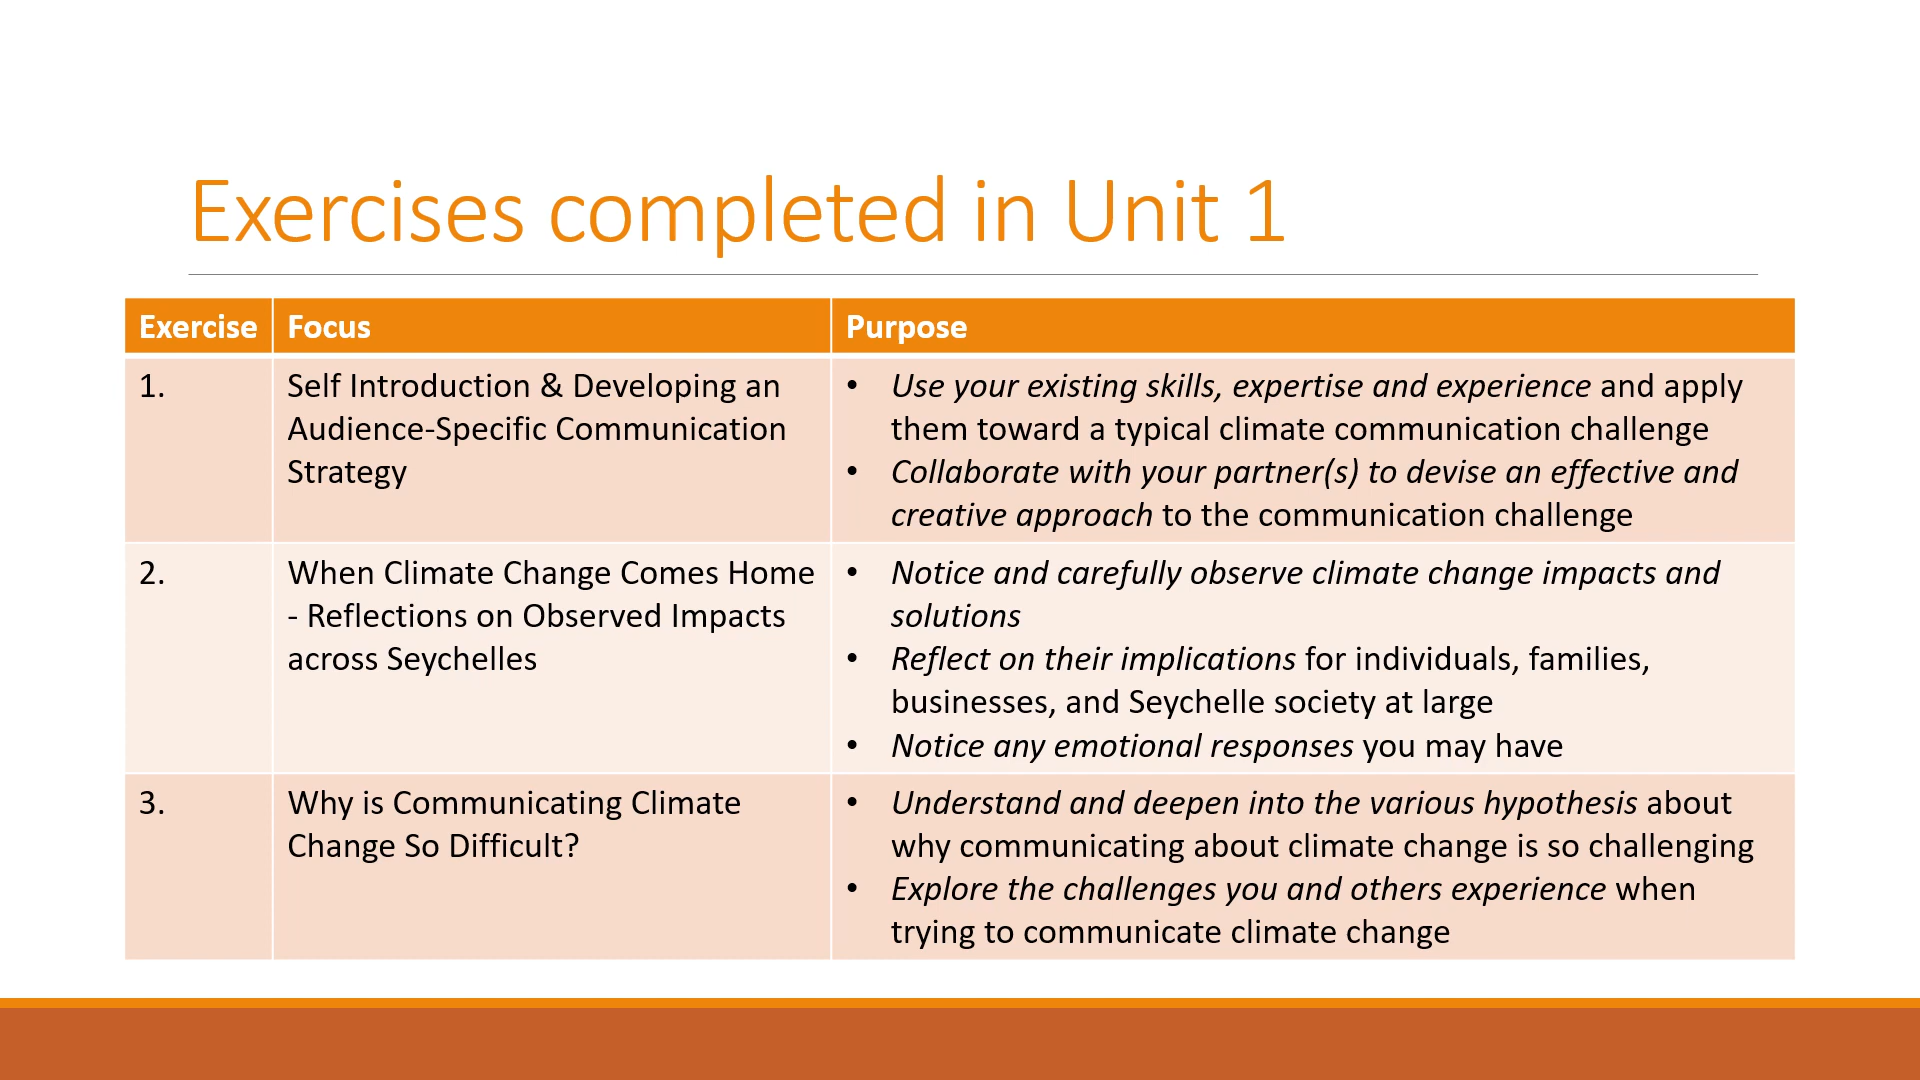 Exercises completed in Unit 1
Exercise Focus Purpose
1.
Self Introduction & Developing an
Audience-Specific Communication
Strategy
• Use your existing skills, expertise and experience and apply
them toward a typical climate communication challenge
• Collaborate with your partner(s) to devise an effective and
creative approach to the communication challenge
2.
When Climate Change Comes Home
- Reflections on Observed Impacts
across Seychelles
• Notice and carefully observe climate change impacts and
solutions
• Reflect on their implications for individuals, families,
businesses, and Seychelle society at large
• Notice any emotional responses you may have
3.
Why is Communicating Climate
Change So Difficult?
• Understand and deepen into the various hypothesis about
why communicating about climate change is so challenging
• Explore the challenges you and others experience when
trying to communicate climate change